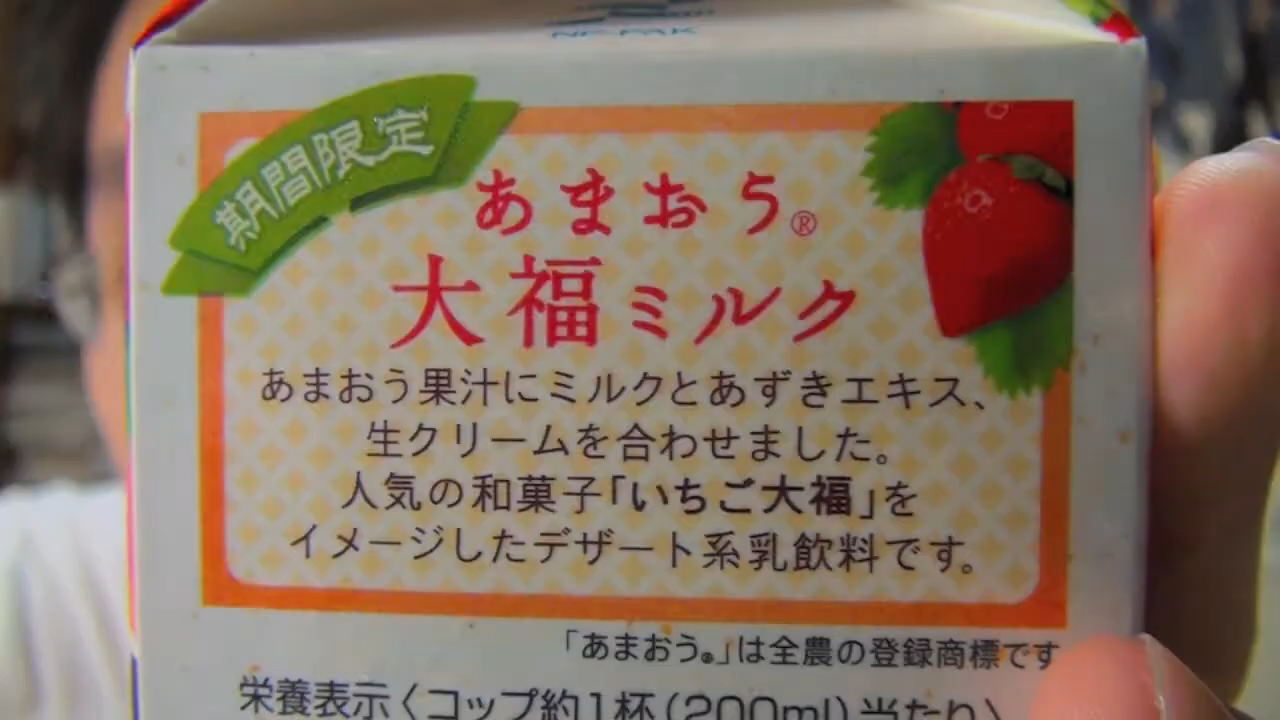 NP-PAK
期間限定
あまおう®
大福ミルク
あまおう果汁にミルクとあずきエキス、
生クリームを合わせました。
人気の和菓子「いちご大福」を
イメージしたデザート系乳飲料です。
「あまおう®」は全農の登録商標です
栄養表示〈コップ約1杯(200ml)当たり〉